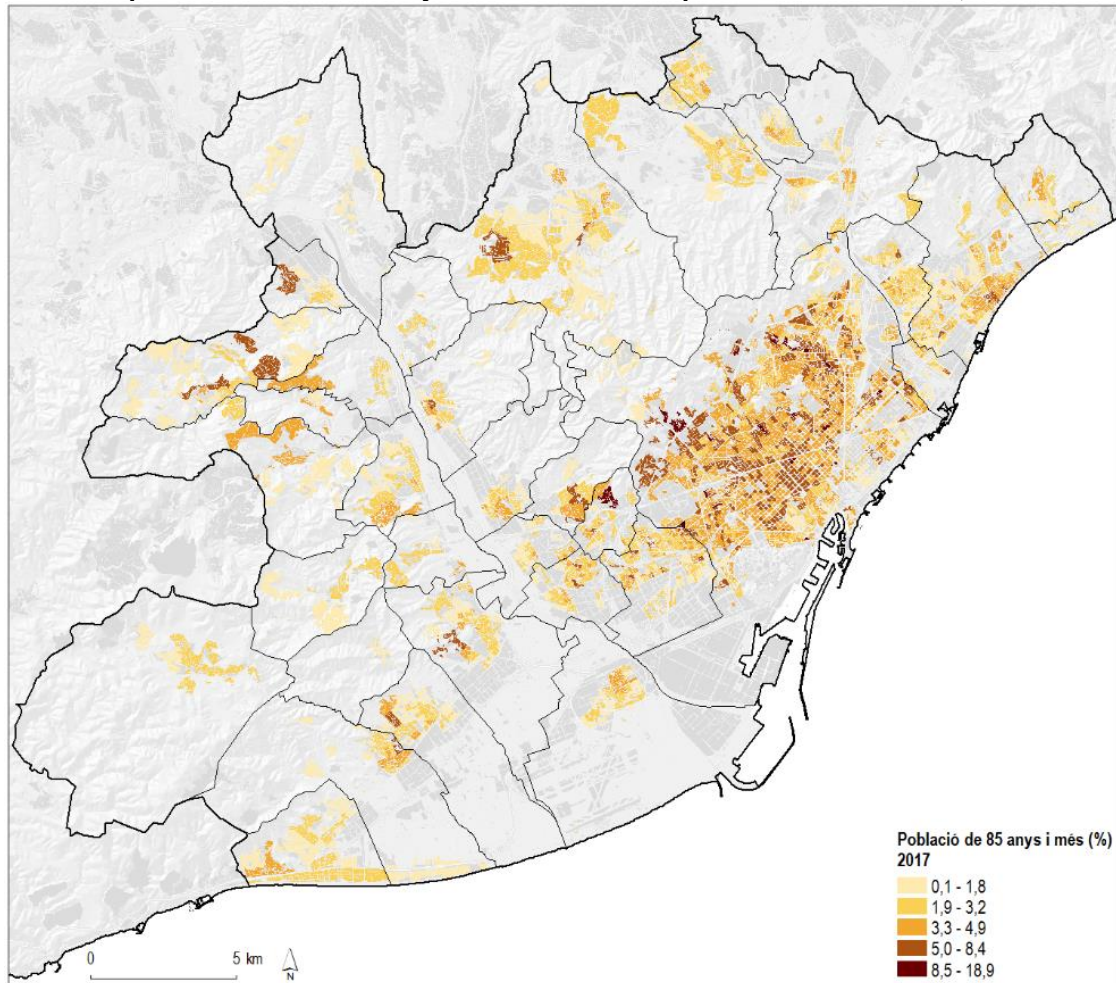 Població de 85 anys i més (%)
2017
0,1 - 1,8
1,9 - 3,2
3,3 - 4,9
5,0 - 8,4
8,5 - 18,9
0 5 km
N